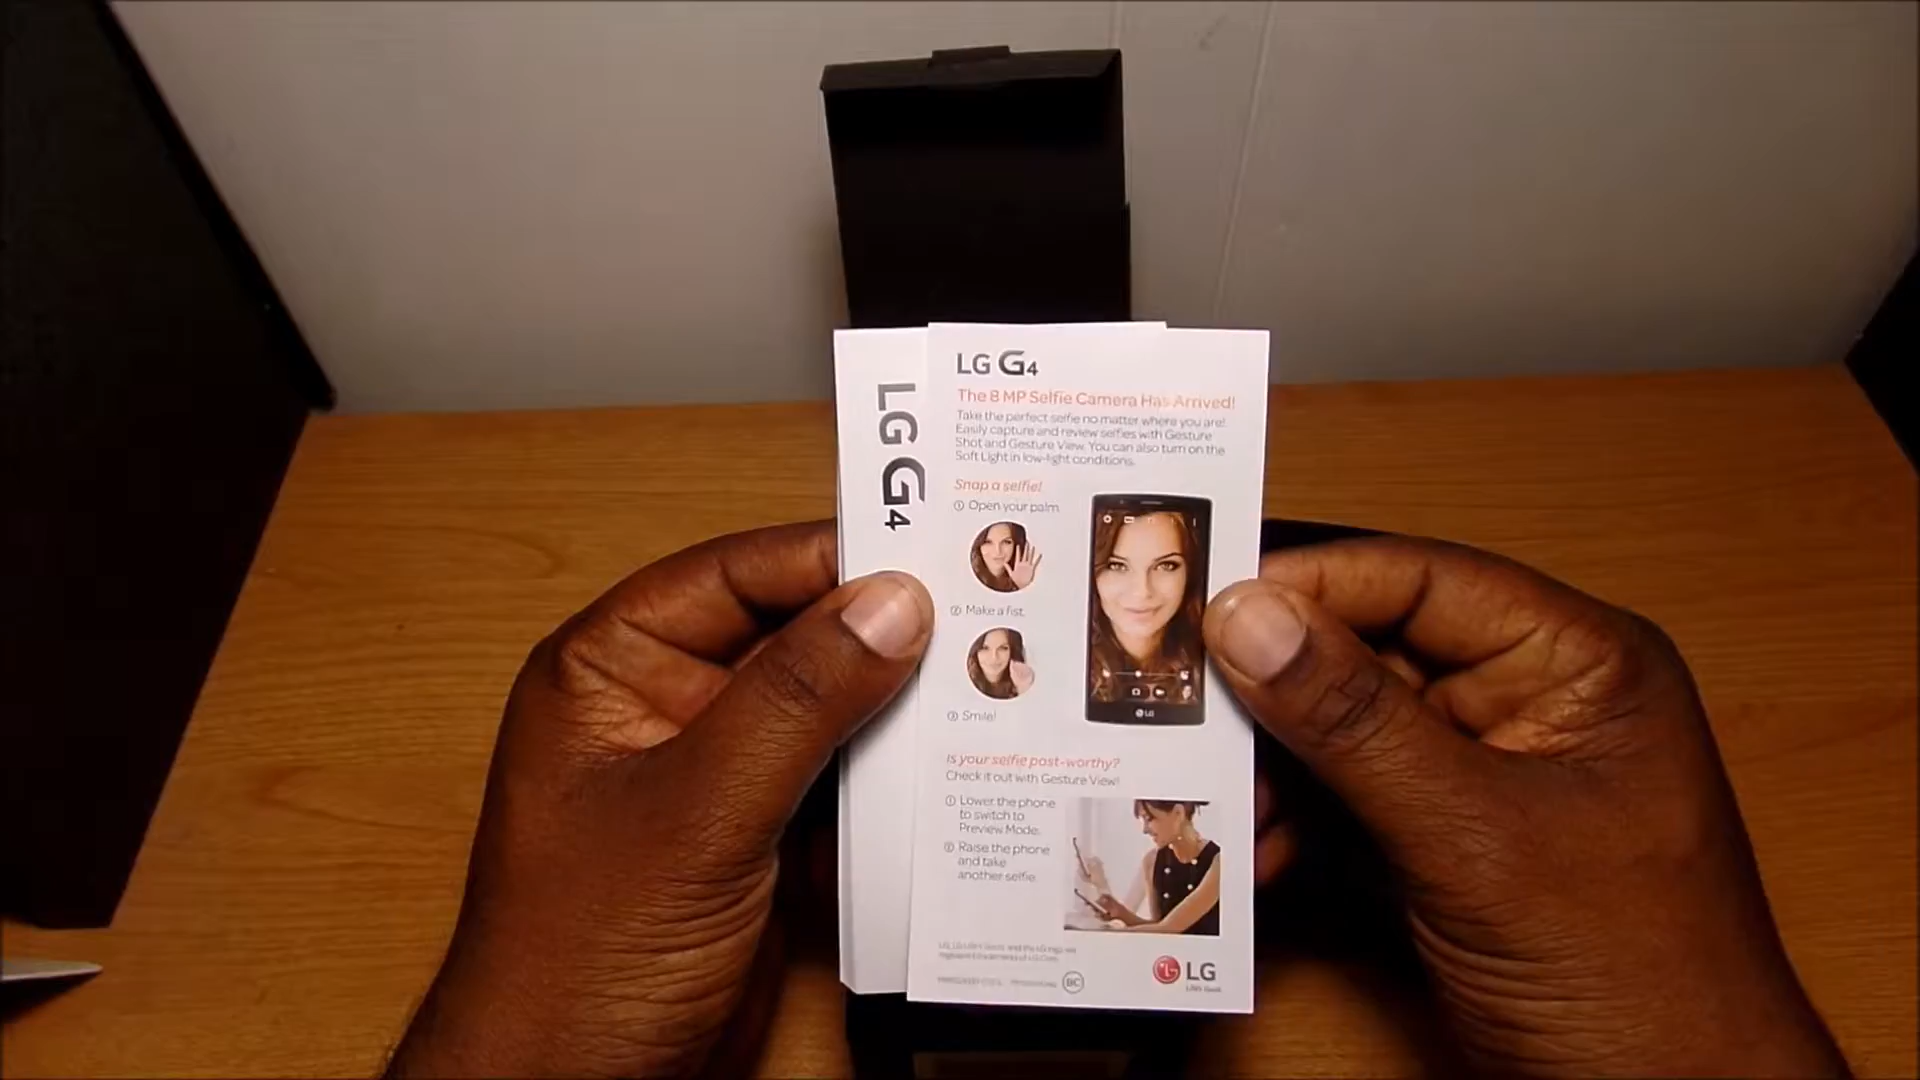 LG G4
LG G4
The 8 MP Selfie Camera Has Arrived!
Take the perfect selfie no matter where you are!
Easily capture and review selfies with Gesture
Shot and Gesture View. You can also turn on the
Soft Light in low-light conditions.
Snap a selfie!
① Open your palm.
② Make a fist.
③ Smile!
LG
Is your selfie post-worthy?
Check it out with Gesture View!
① Lower the phone
to switch to
Preview Mode.
② Raise the phone
and take
another selfie.
LG
BC